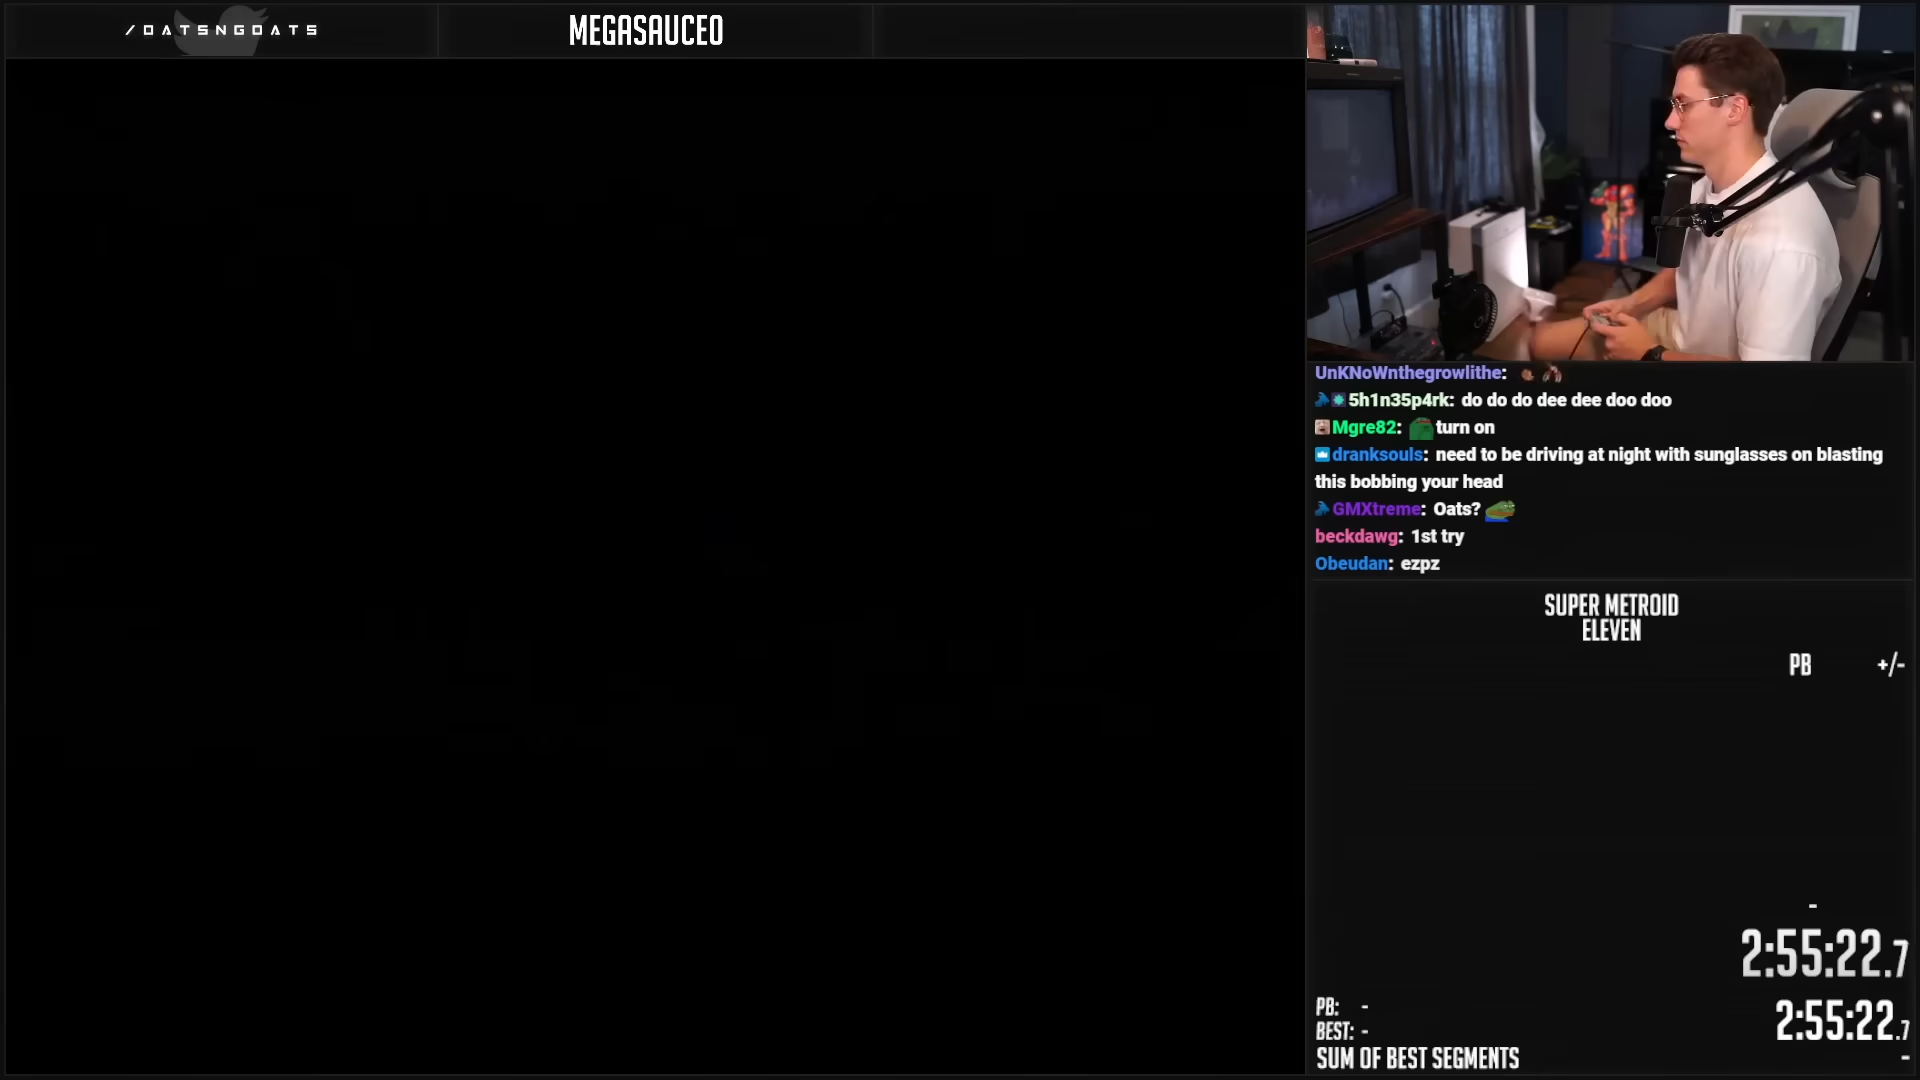 /OATSNGOATS
MEGASAUCEO
UnKNoWnthegrowlithe:
5h1n35p4rk: do do do dee dee doo doo
Mgre82: turn on
dranksouls: need to be driving at night with sunglasses on blasting
this bobbing your head
GMXtreme: Oats?
beckdawg: 1st try
Obeudan: ezpz
SUPER METROID
ELEVEN
PB +/-
-
2:55:22.7
PB: -
2:55:22.7
BEST: -
SUM OF BEST SEGMENTS -